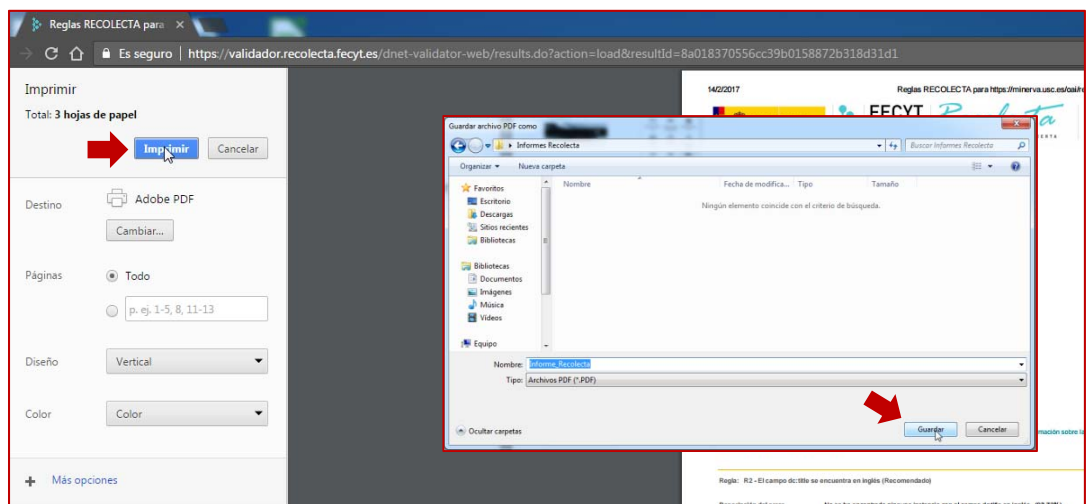 Reglas RECOLECTA para
Es seguro | https://validador.recolecta.fecyt.es/dnet-validator-web/results.do?action=load&resultId=8a018370556cc39b0158872b318d31d1
Imprimir
Total: 3 hojas de papel
Imprimir Cancelar
Destino Adobe PDF
Cambiar...
Páginas Todo
p. ej. 1-5, 8, 11-13
Diseño Vertical
Color Color
Más opciones
14/2/2017 Reglas RECOLECTA para https://minerva.usc.es/oai/re
FECYT
Guardar archivo PDF como
Informes Recolecta Buscar Informes Recolecta
Organizar Nueva carpeta
Nombre Fecha de modifica... Tipo Tamaño
Ningún elemento coincide con el criterio de búsqueda.
Favoritos
Escritorio
Descargas
Sitios recientes
Bibliotecas
Bibliotecas
Documentos
Imágenes
Música
Vídeos
Equipo
Nombre: Informe_Recolecta
Tipo: Archivos PDF (*.PDF)
Ocultar carpetas Guardar Cancelar
mación sobre la
Regla: R2 - El campo dc:title se encuentra en inglés (Recomendado)